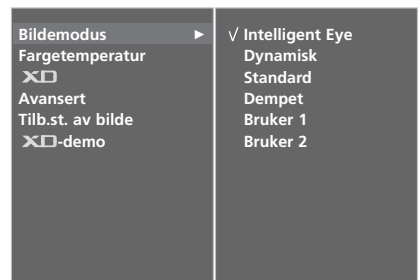 Bildemodus ►
Fargetemperatur
XD
Avansert
Tilb.st. av bilde
XD-demo
√ Intelligent Eye
Dynamisk
Standard
Dempet
Bruker 1
Bruker 2